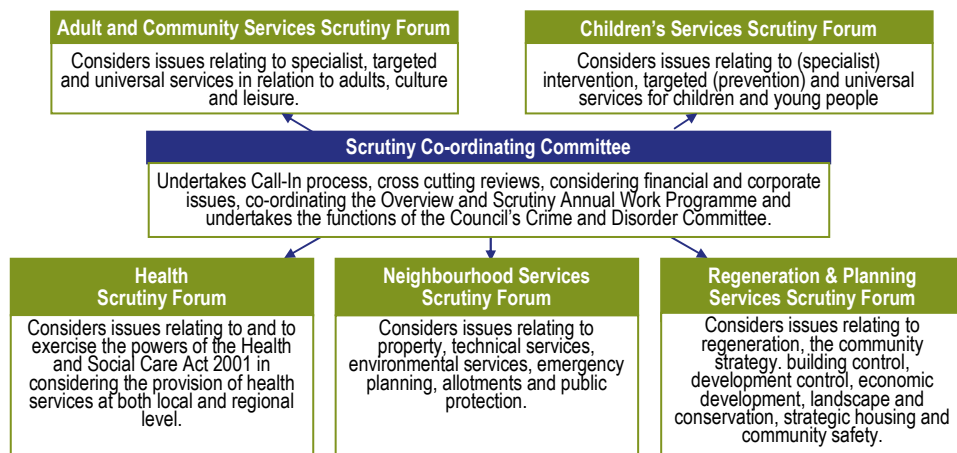 Adult and Community Services Scrutiny Forum
Considers issues relating to specialist, targeted
and universal services in relation to adults, culture
and leisure.
Children’s Services Scrutiny Forum
Considers issues relating to (specialist)
intervention, targeted (prevention) and universal
services for children and young people
Scrutiny Co-ordinating Committee
Undertakes Call-In process, cross cutting reviews, considering financial and corporate
issues, co-ordinating the Overview and Scrutiny Annual Work Programme and
undertakes the functions of the Council’s Crime and Disorder Committee.
Health
Scrutiny Forum
Considers issues relating to and to
exercise the powers of the Health
and Social Care Act 2001 in
considering the provision of health
services at both local and regional
level.
Neighbourhood Services
Scrutiny Forum
Considers issues relating to
property, technical services,
environmental services, emergency
planning, allotments and public
protection.
Regeneration & Planning
Services Scrutiny Forum
Considers issues relating to
regeneration, the community
strategy. building control,
development control, economic
development, landscape and
conservation, strategic housing and
community safety.